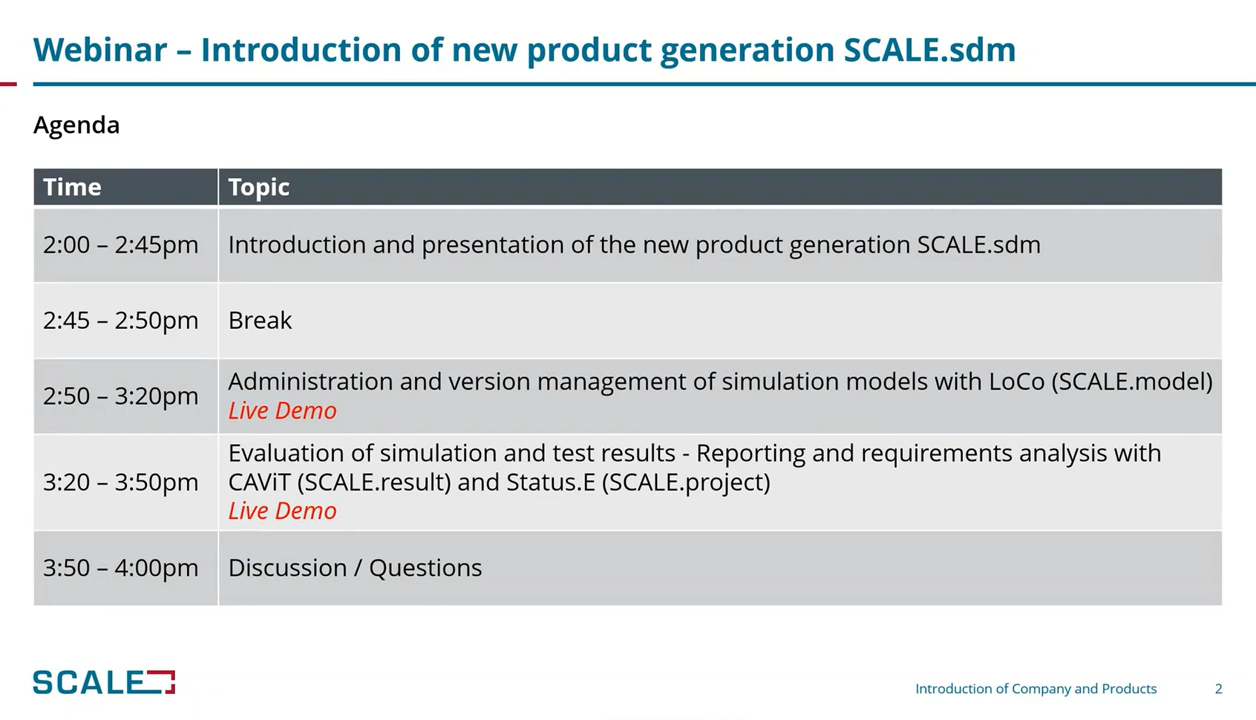 Webinar – Introduction of new product generation SCALE.sdm
Agenda
Time Topic
2:00 – 2:45pm Introduction and presentation of the new product generation SCALE.sdm
2:45 – 2:50pm Break
2:50 – 3:20pm Administration and version management of simulation models with LoCo (SCALE.model)
Live Demo
3:20 – 3:50pm Evaluation of simulation and test results - Reporting and requirements analysis with
CAViT (SCALE.result) and Status.E (SCALE.project)
Live Demo
3:50 – 4:00pm Discussion / Questions
SCALE Introduction of Company and Products 2